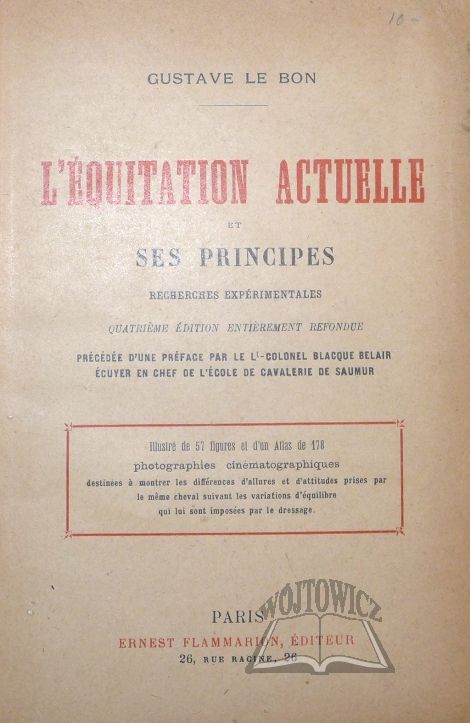 10-
GUSTAVE LE BON
L'ÉQUITATION ACTUELLE
ET
SES PRINCIPES
RECHERCHES EXPÉRIMENTALES
QUATRIÈME ÉDITION ENTIÈREMENT REFONDUE
PRÉCÉDÉE D'UNE PRÉFACE PAR LE Lᵗ-COLONEL BLACQUE BELAIR
ÉCUYER EN CHEF DE L'ÉCOLE DE CAVALERIE DE SAUMUR
Illustré de 57 figures et d'un Atlas de 178
photographies cinématographiques
destinées à montrer les différences d'allures et d'attitudes prises par
le même cheval suivant les variations d'équilibre
qui lui sont imposées par le dressage.
PARIS
ERNEST FLAMMARION, ÉDITEUR
26, RUE RACINE, 26
WÓJTOWICZ